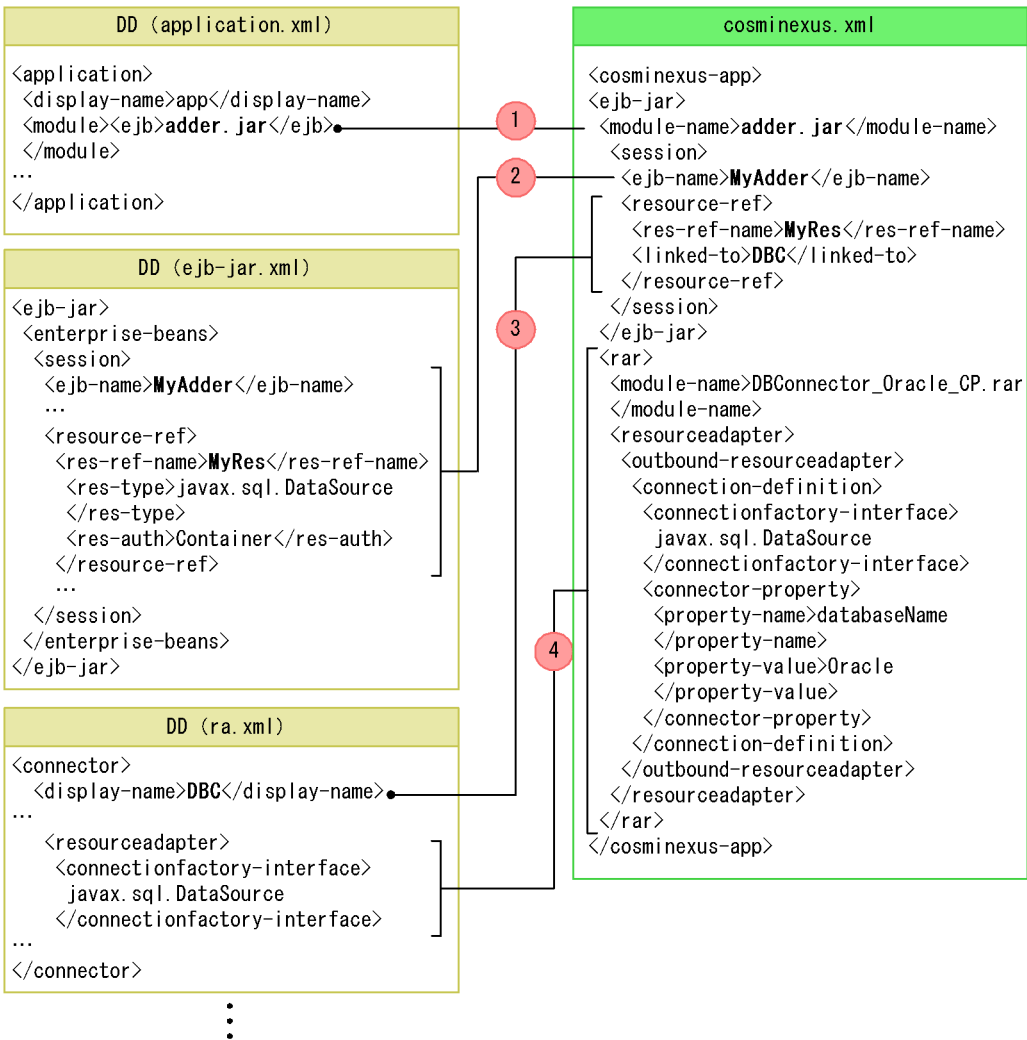 DD (application.xml)
<application>
<display-name>app</display-name>
<module><ejb>adder.jar</ejb>
</module>
…
</application>
DD (ejb-jar.xml)
<ejb-jar>
<enterprise-beans>
<session>
<ejb-name>MyAdder</ejb-name>
…
<resource-ref>
<res-ref-name>MyRes</res-ref-name>
<res-type>javax.sql.DataSource
</res-type>
<res-auth>Container</res-auth>
</resource-ref>
…
</session>
</enterprise-beans>
</ejb-jar>
DD (ra.xml)
<connector>
<display-name>DBC</display-name>
…
<resourceadapter>
<connectionfactory-interface>
javax.sql.DataSource
</connectionfactory-interface>
…
</connector>
1
2
3
4
cosminexus.xml
<cosminexus-app>
<ejb-jar>
<module-name>adder.jar</module-name>
<session>
<ejb-name>MyAdder</ejb-name>
<resource-ref>
<res-ref-name>MyRes</res-ref-name>
<linked-to>DBC</linked-to>
</resource-ref>
</session>
</ejb-jar>
<rar>
<module-name>DBConnector_Oracle_CP.rar
</module-name>
<resourceadapter>
<outbound-resourceadapter>
<connection-definition>
<connectionfactory-interface>
javax.sql.DataSource
</connectionfactory-interface>
<connector-property>
<property-name>databaseName
</property-name>
<property-value>Oracle
</property-value>
</connector-property>
</connection-definition>
</outbound-resourceadapter>
</resourceadapter>
</rar>
</cosminexus-app>